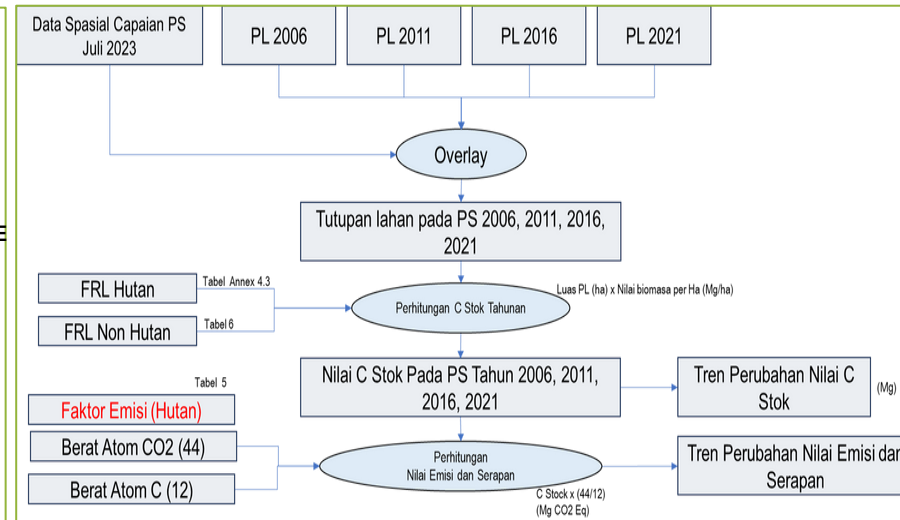 Data Spasial Capaian PS
Juli 2023
PL 2006
PL 2011
PL 2016
PL 2021
Overlay
Tutupan lahan pada PS 2006, 2011, 2016,
2021
FRL Hutan
Tabel Annex 4.3
FRL Non Hutan
Tabel 6
Perhitungan C Stok Tahunan
Luas PL (ha) x Nilai biomasa per Ha (Mg/ha)
Nilai C Stok Pada PS Tahun 2006, 2011,
2016, 2021
Tren Perubahan Nilai C
Stok
(Mg)
Tabel 5
Faktor Emisi (Hutan)
Berat Atom CO2 (44)
Berat Atom C (12)
Perhitungan
Nilai Emisi dan Serapan
C Stock x (44/12)
(Mg CO2 Eq)
Tren Perubahan Nilai Emisi dan
Serapan